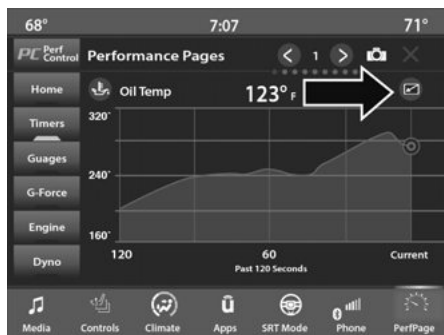 68° 7:07 71°
PC Perf Control Performance Pages < 1 >
Home
Oil Temp 123° F
Timers
Guages
G-Force
Engine
Dyno
320°
240°
160°
120 60 Current
Past 120 Seconds
Media Controls Climate Apps SRT Mode Phone PerfPage